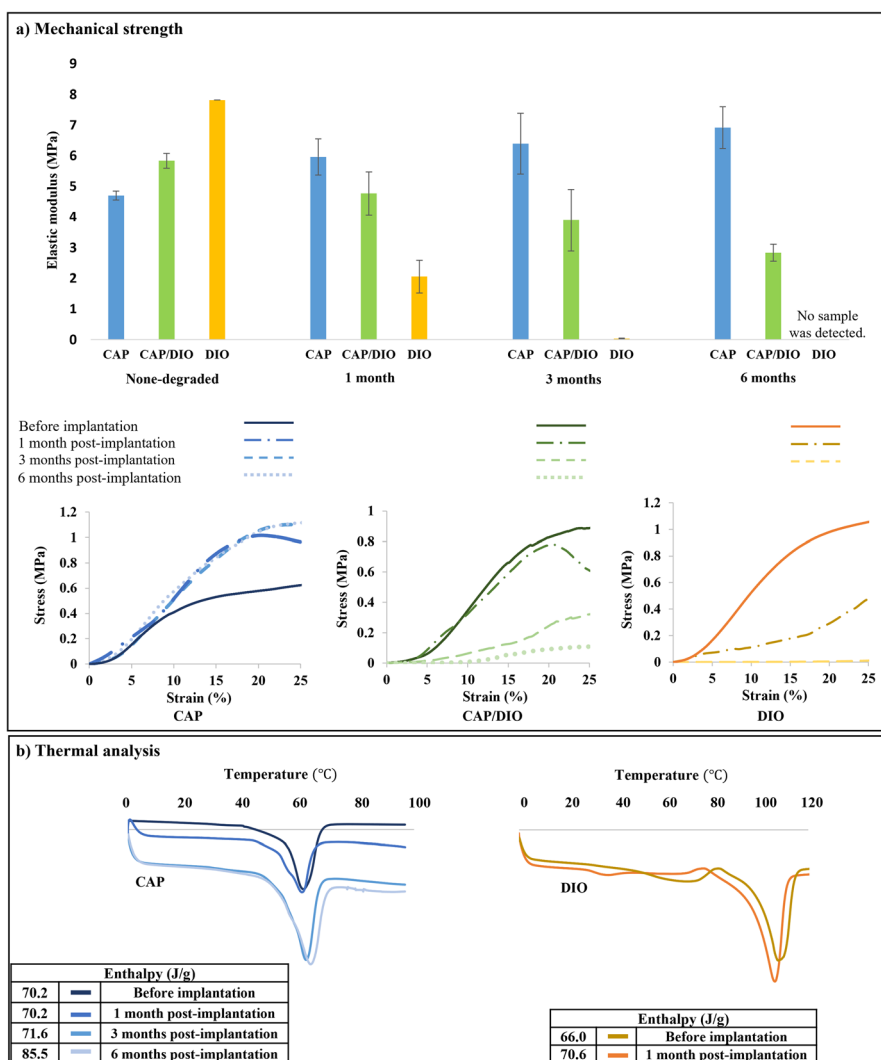 a) Mechanical strength
9
8
7
6
5
4
3
2
1
0
Elastic modulus (MPa)
No sample
was detected.
CAP CAP/DIO DIO CAP CAP/DIO DIO CAP CAP/DIO DIO CAP CAP/DIO DIO
None-degraded 1 month 3 months 6 months
Before implantation
1 month post-implantation
3 months post-implantation
6 months post-implantation
1.2
1
0.8
0.6
0.4
0.2
0
Stress (MPa)
0 5 10 15 20 25
Strain (%)
CAP
1
0.8
0.6
0.4
0.2
0
Stress (MPa)
0 5 10 15 20 25
Strain (%)
CAP/DIO
1.2
1
0.8
0.6
0.4
0.2
0
Stress (MPa)
0 5 10 15 20 25
Strain (%)
DIO
b) Thermal analysis
Temperature (℃)
0 20 40 60 80 100
CAP
Enthalpy (J/g)
70.2 Before implantation
70.2 1 month post-implantation
71.6 3 months post-implantation
85.5 6 months post-implantation
Temperature (℃)
0 20 40 60 80 100 120
DIO
Enthalpy (J/g)
66.0 Before implantation
70.6 1 month post-implantation